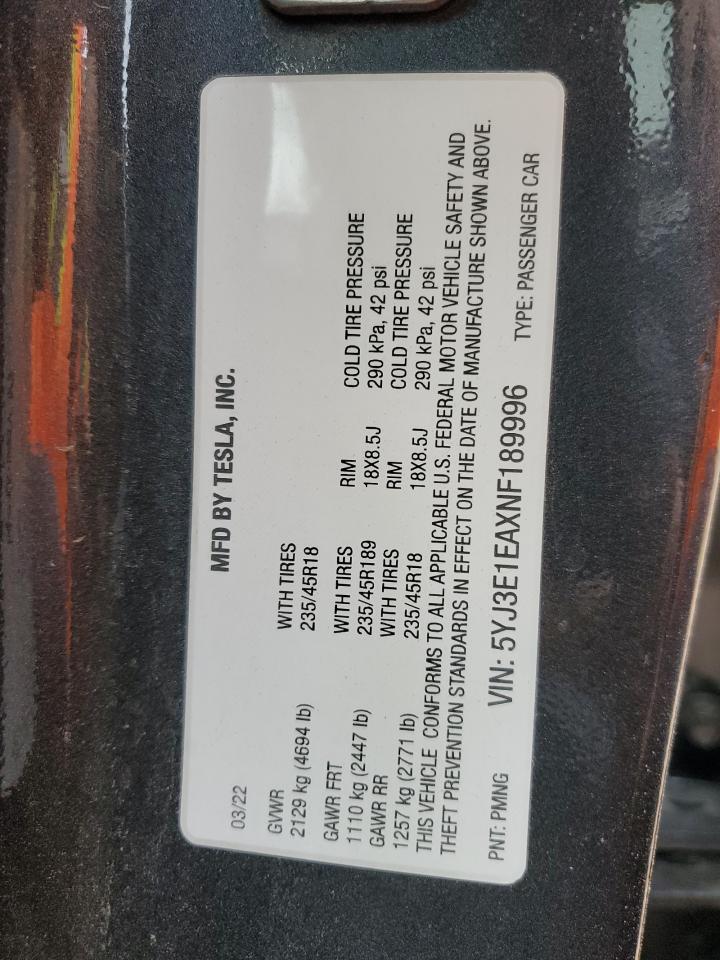 MFD BY TESLA, INC.
03/22
GVWR
2129 kg (4694 lb) WITH TIRES 235/45R18
GAWR FRT WITH TIRES RIM COLD TIRE PRESSURE
1110 kg (2447 lb) 235/45R189 18X8.5J 290 kPa, 42 psi
GAWR RR WITH TIRES RIM COLD TIRE PRESSURE
1257 kg (2771 lb) 235/45R18 18X8.5J 290 kPa, 42 psi
THIS VEHICLE CONFORMS TO ALL APPLICABLE U.S. FEDERAL MOTOR VEHICLE SAFETY AND
THEFT PREVENTION STANDARDS IN EFFECT ON THE DATE OF MANUFACTURE SHOWN ABOVE.
PNT: PMNG VIN: 5YJ3E1EAXNF189996 TYPE: PASSENGER CAR